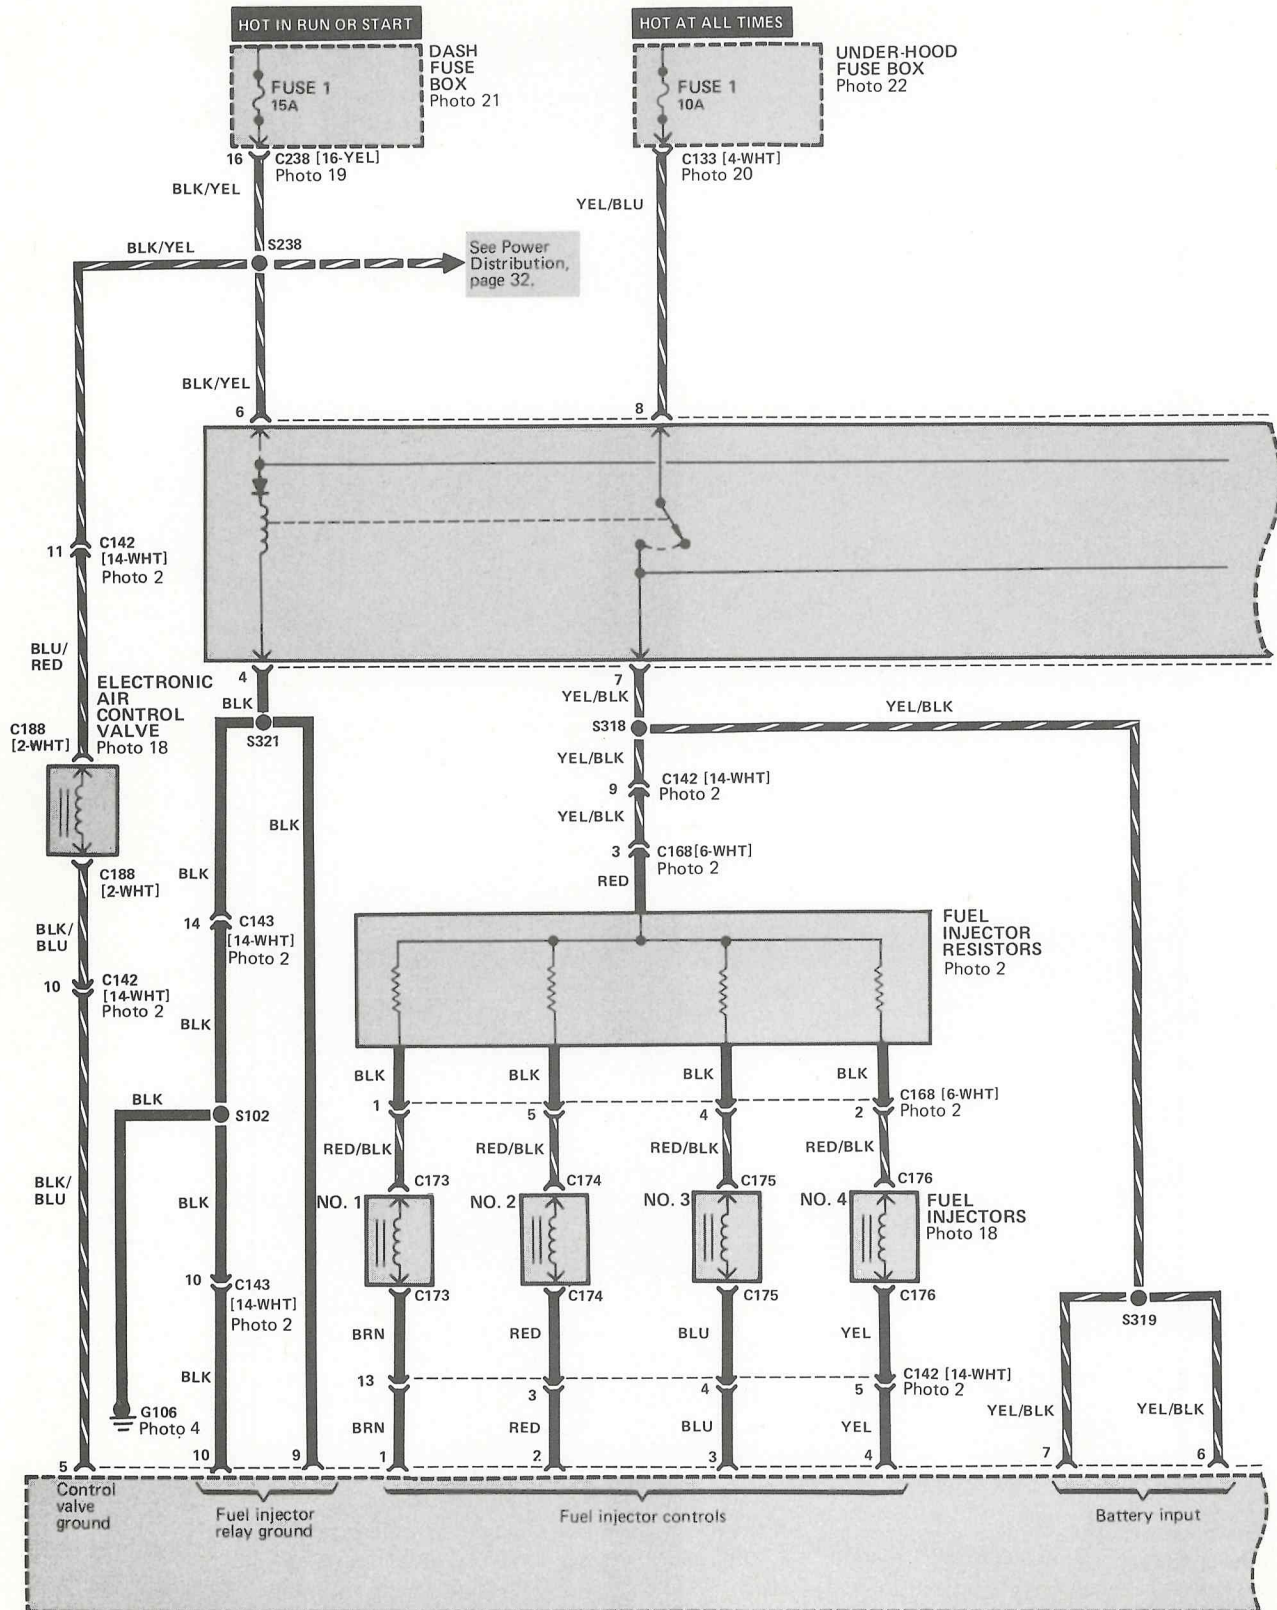 HOT IN RUN OR START
HOT AT ALL TIMES
FUSE 1
15A
DASH
FUSE
BOX
Photo 21
FUSE 1
10A
UNDER-HOOD
FUSE BOX
Photo 22
16
C238 [16-YEL]
Photo 19
BLK/YEL
C133 [4-WHT]
Photo 20
YEL/BLU
BLK/YEL
S238
See Power
Distribution,
page 32.
BLK/YEL
6
8
11
C142
[14-WHT]
Photo 2
BLU/
RED
4
BLK
7
YEL/BLK
ELECTRONIC
AIR
CONTROL
VALVE
Photo 18
C188
[2-WHT]
S321
S318
YEL/BLK
YEL/BLK
9
C142 [14-WHT]
Photo 2
YEL/BLK
BLK
3
C168[6-WHT]
Photo 2
RED
C188
[2-WHT]
BLK
BLK/
BLU
14
C143
[14-WHT]
Photo 2
FUEL
INJECTOR
RESISTORS
Photo 2
10
C142
[14-WHT]
Photo 2
BLK
BLK
BLK
BLK
BLK
BLK
S102
1
5
4
2
C168 [6-WHT]
Photo 2
RED/BLK
RED/BLK
RED/BLK
RED/BLK
BLK/
BLU
BLK
C173
C174
C175
C176
NO. 1
NO. 2
NO. 3
NO. 4
FUEL
INJECTORS
Photo 18
10
C143
[14-WHT]
Photo 2
C173
C174
C175
C176
BRN
RED
BLU
YEL
S319
BLK
13
3
4
5
C142 [14-WHT]
Photo 2
G106
Photo 4
BRN
RED
BLU
YEL
YEL/BLK
YEL/BLK
5
10
9
1
2
3
4
7
6
Control
valve
ground
Fuel injector
relay ground
Fuel injector controls
Battery input